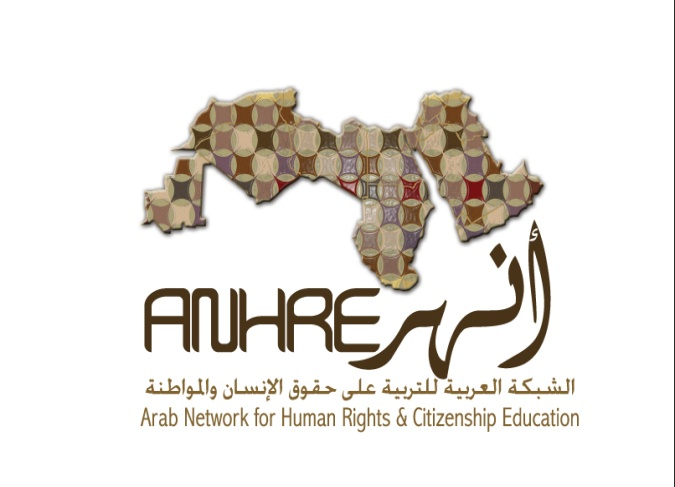 ANHRE أنهر
الشبكة العربية للتربية على حقوق الإنسان والمواطنة
Arab Network for Human Rights & Citizenship Education